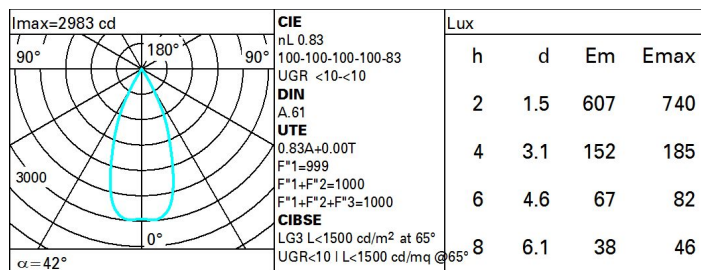 Imax=2983 cd
90°
180°
90°
3000
0°
α=42°
CIE
nL 0.83
100-100-100-100-83
UGR <10-<10
DIN
A.61
UTE
0.83A+0.00T
F"1=999
F"1+F"2=1000
F"1+F"2+F"3=1000
CIBSE
LG3 L<1500 cd/m² at 65°
UGR<10 | L<1500 cd/mq @65°
Lux
h d Em Emax
2 1.5 607 740
4 3.1 152 185
6 4.6 67 82
8 6.1 38 46